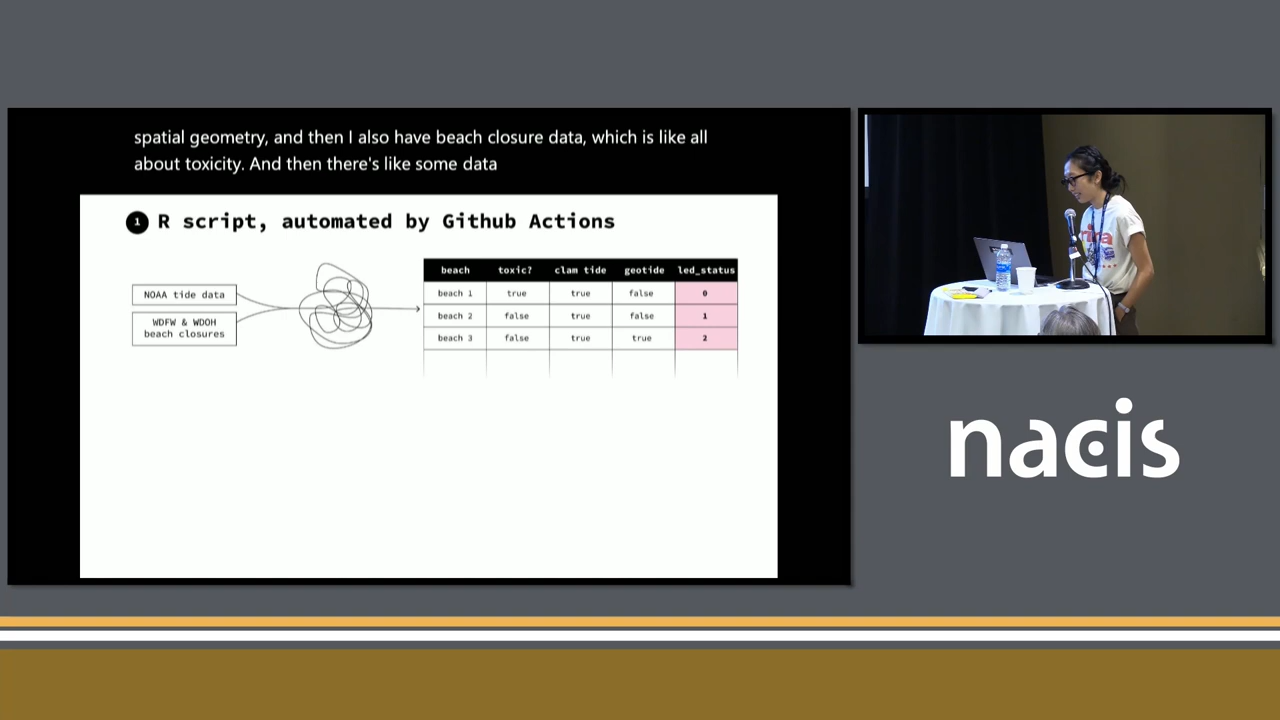 spatial geometry, and then I also have beach closure data, which is like all
about toxicity. And then there's like some data
1 R script, automated by Github Actions
NOAA tide data
WDFW & WDOH
beach closures
beach toxic? clam tide geotide led_status
beach 1 true true false 0
beach 2 false true false 1
beach 3 false true true 2
nacis